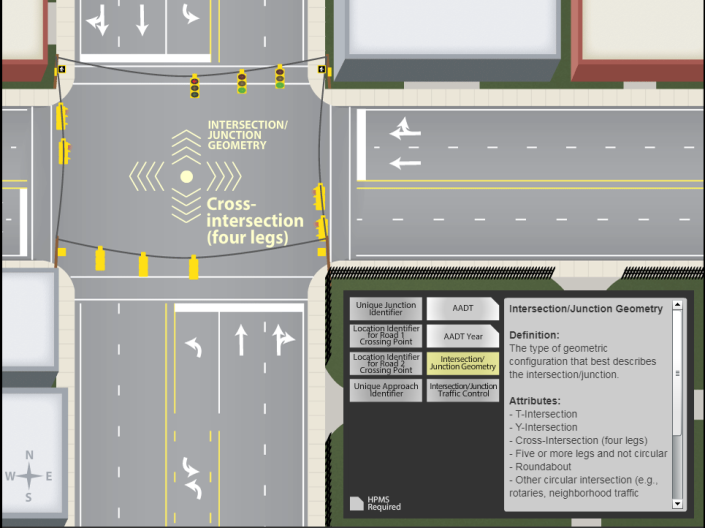 INTERSECTION/
JUNCTION
GEOMETRY
Cross-
intersection
(four legs)
Unique Junction
Identifier
AADT
Location Identifier
for Road 1
Crossing Point
AADT Year
Location Identifier
for Road 2
Crossing Point
Intersection/
Junction Geometry
Unique Approach
Identifier
Intersection/Junction
Traffic Control
HPMS
Required
Intersection/Junction Geometry
Definition:
The type of geometric
configuration that best describes
the intersection/junction.
Attributes:
- T-Intersection
- Y-Intersection
- Cross-Intersection (four legs)
- Five or more legs and not circular
- Roundabout
- Other circular intersection (e.g.,
rotaries, neighborhood traffic
N
W E
S